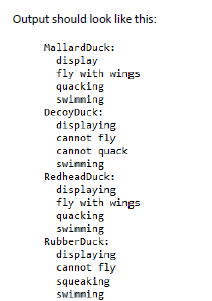 Output should look like this:
MallardDuck:
display
fly with wings
quacking
swimming
DecoyDuck:
displaying
cannot fly
cannot quack
swimming
RedheadDuck:
displaying
fly with wings
quacking
swimming
RubberDuck:
displaying
cannot fly
squeaking
swimming